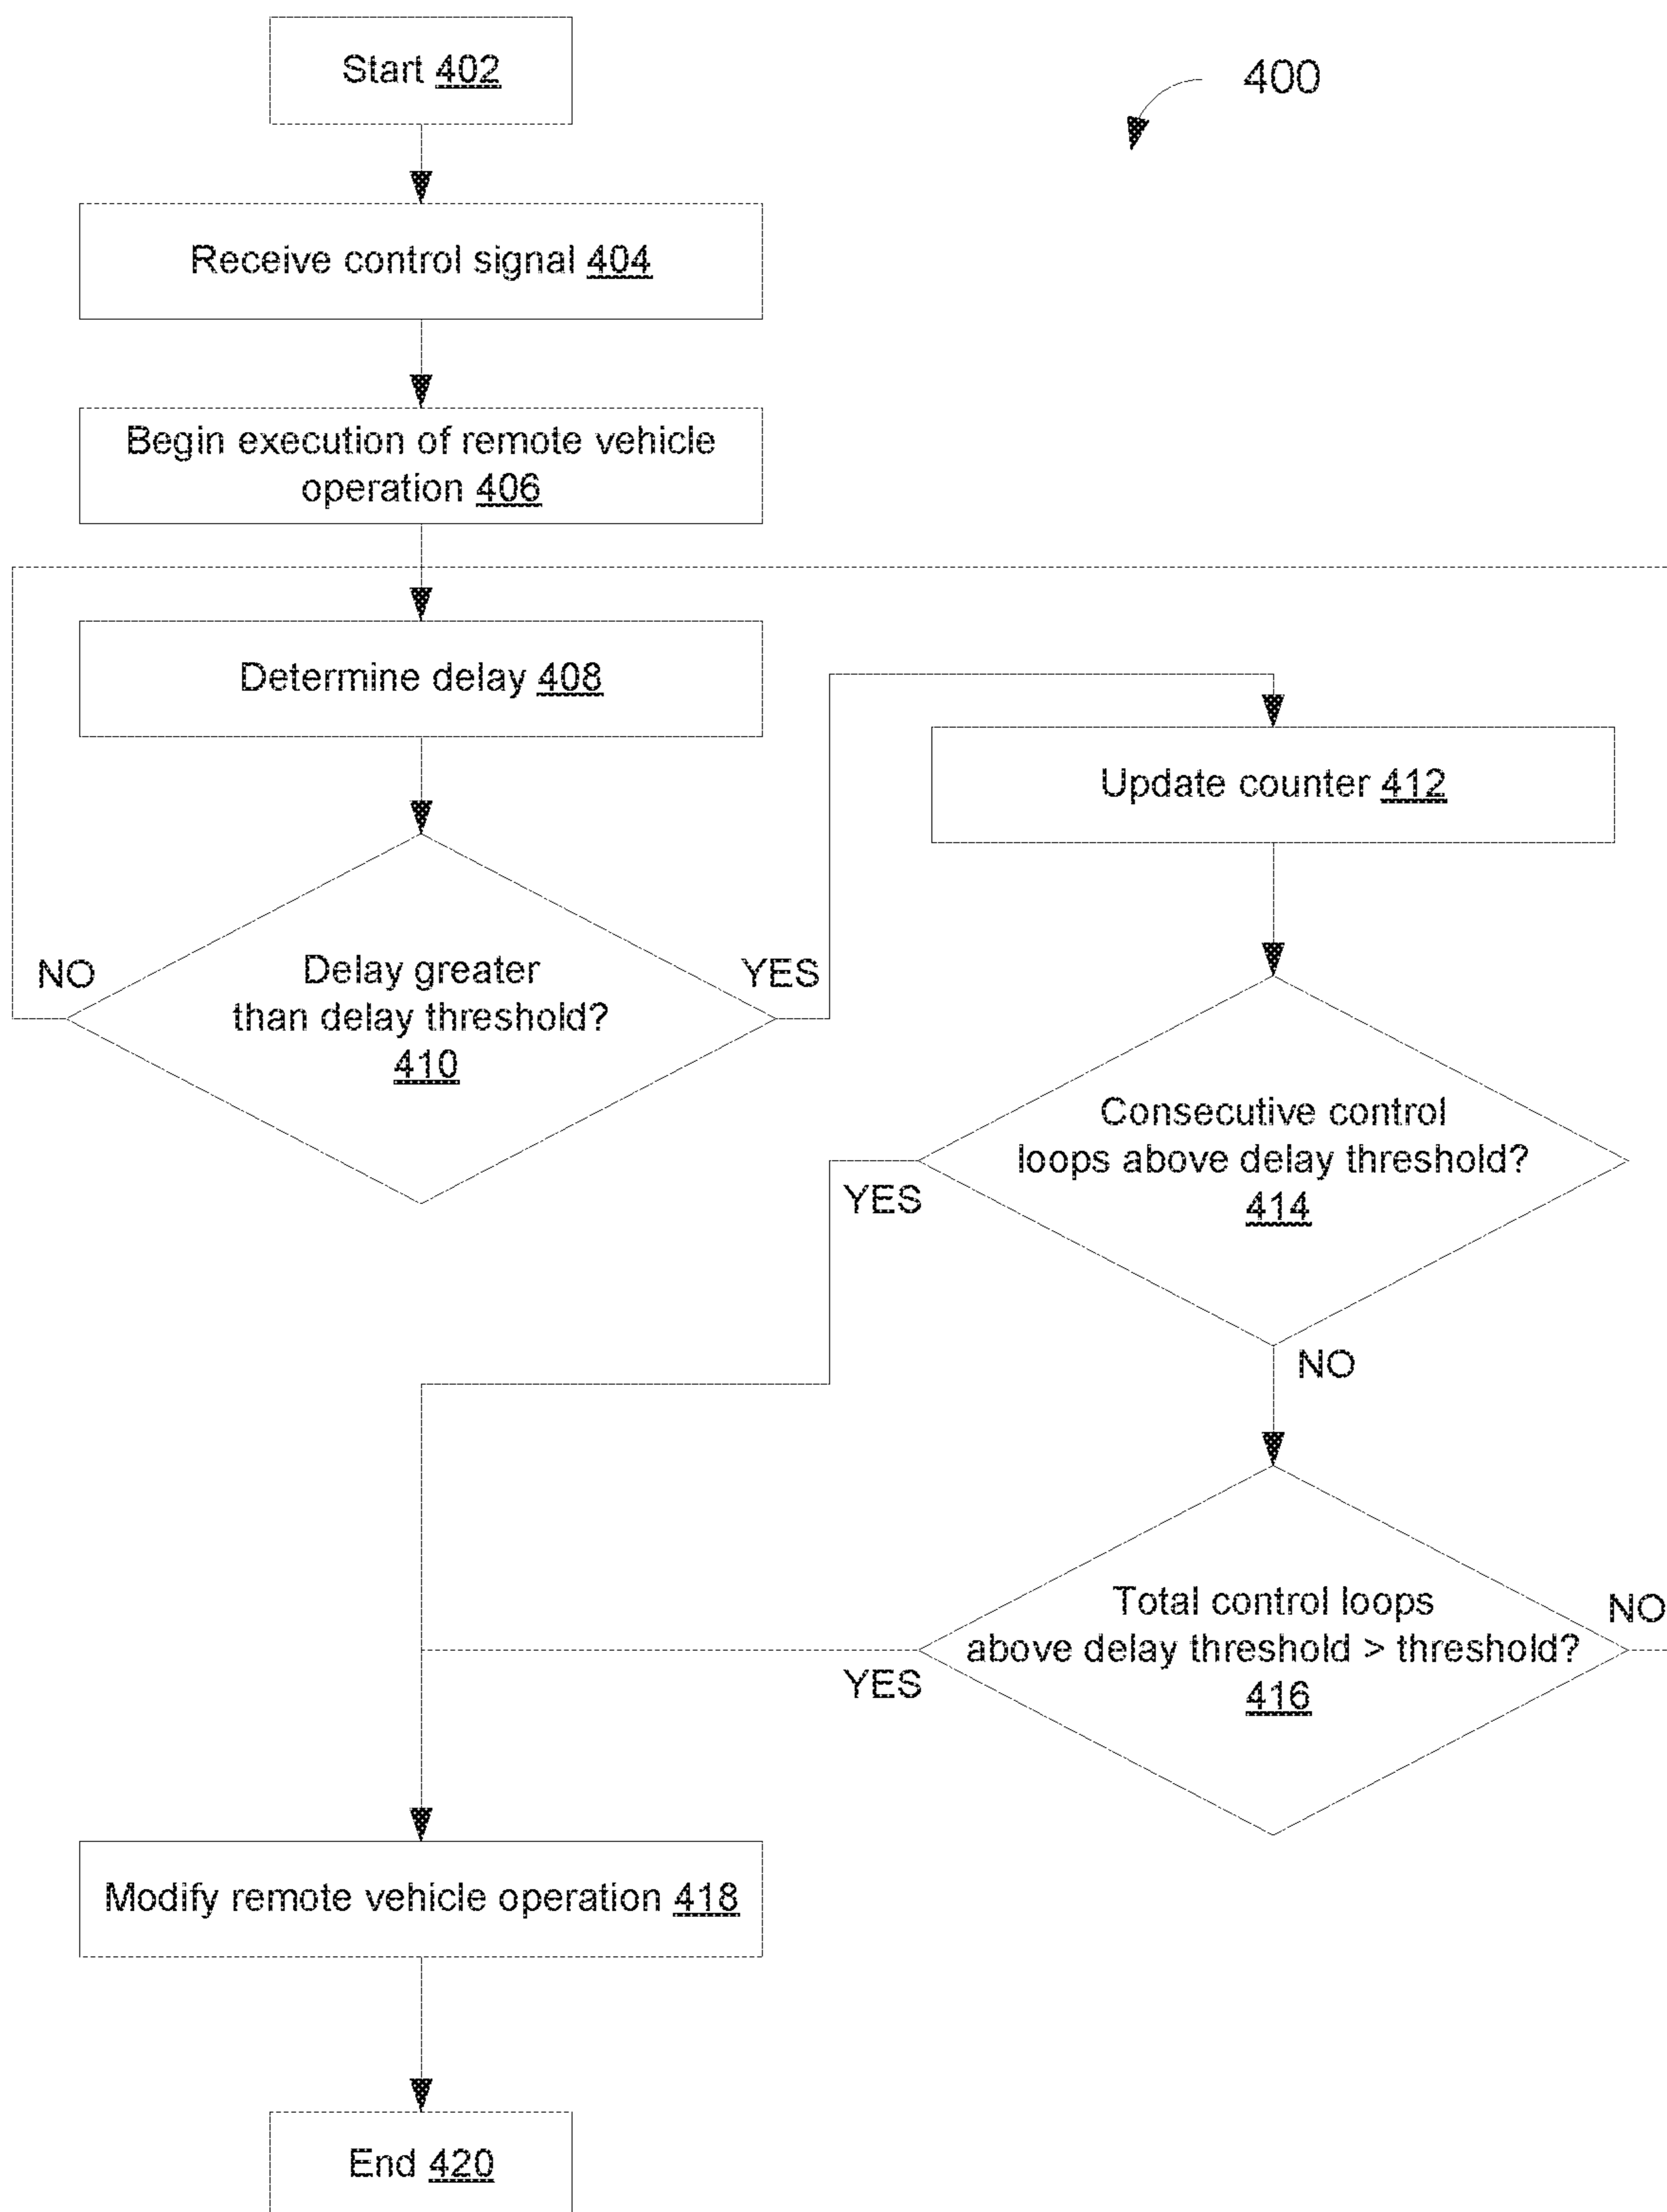 Start 402
400
Receive control signal 404
Begin execution of remote vehicle
operation 406
Determine delay 408
Update counter 412
NO
Delay greater
than delay threshold?
410
YES
Consecutive control
loops above delay threshold?
414
YES
NO
Total control loops
above delay threshold > threshold?
416
NO
YES
Modify remote vehicle operation 418
End 420